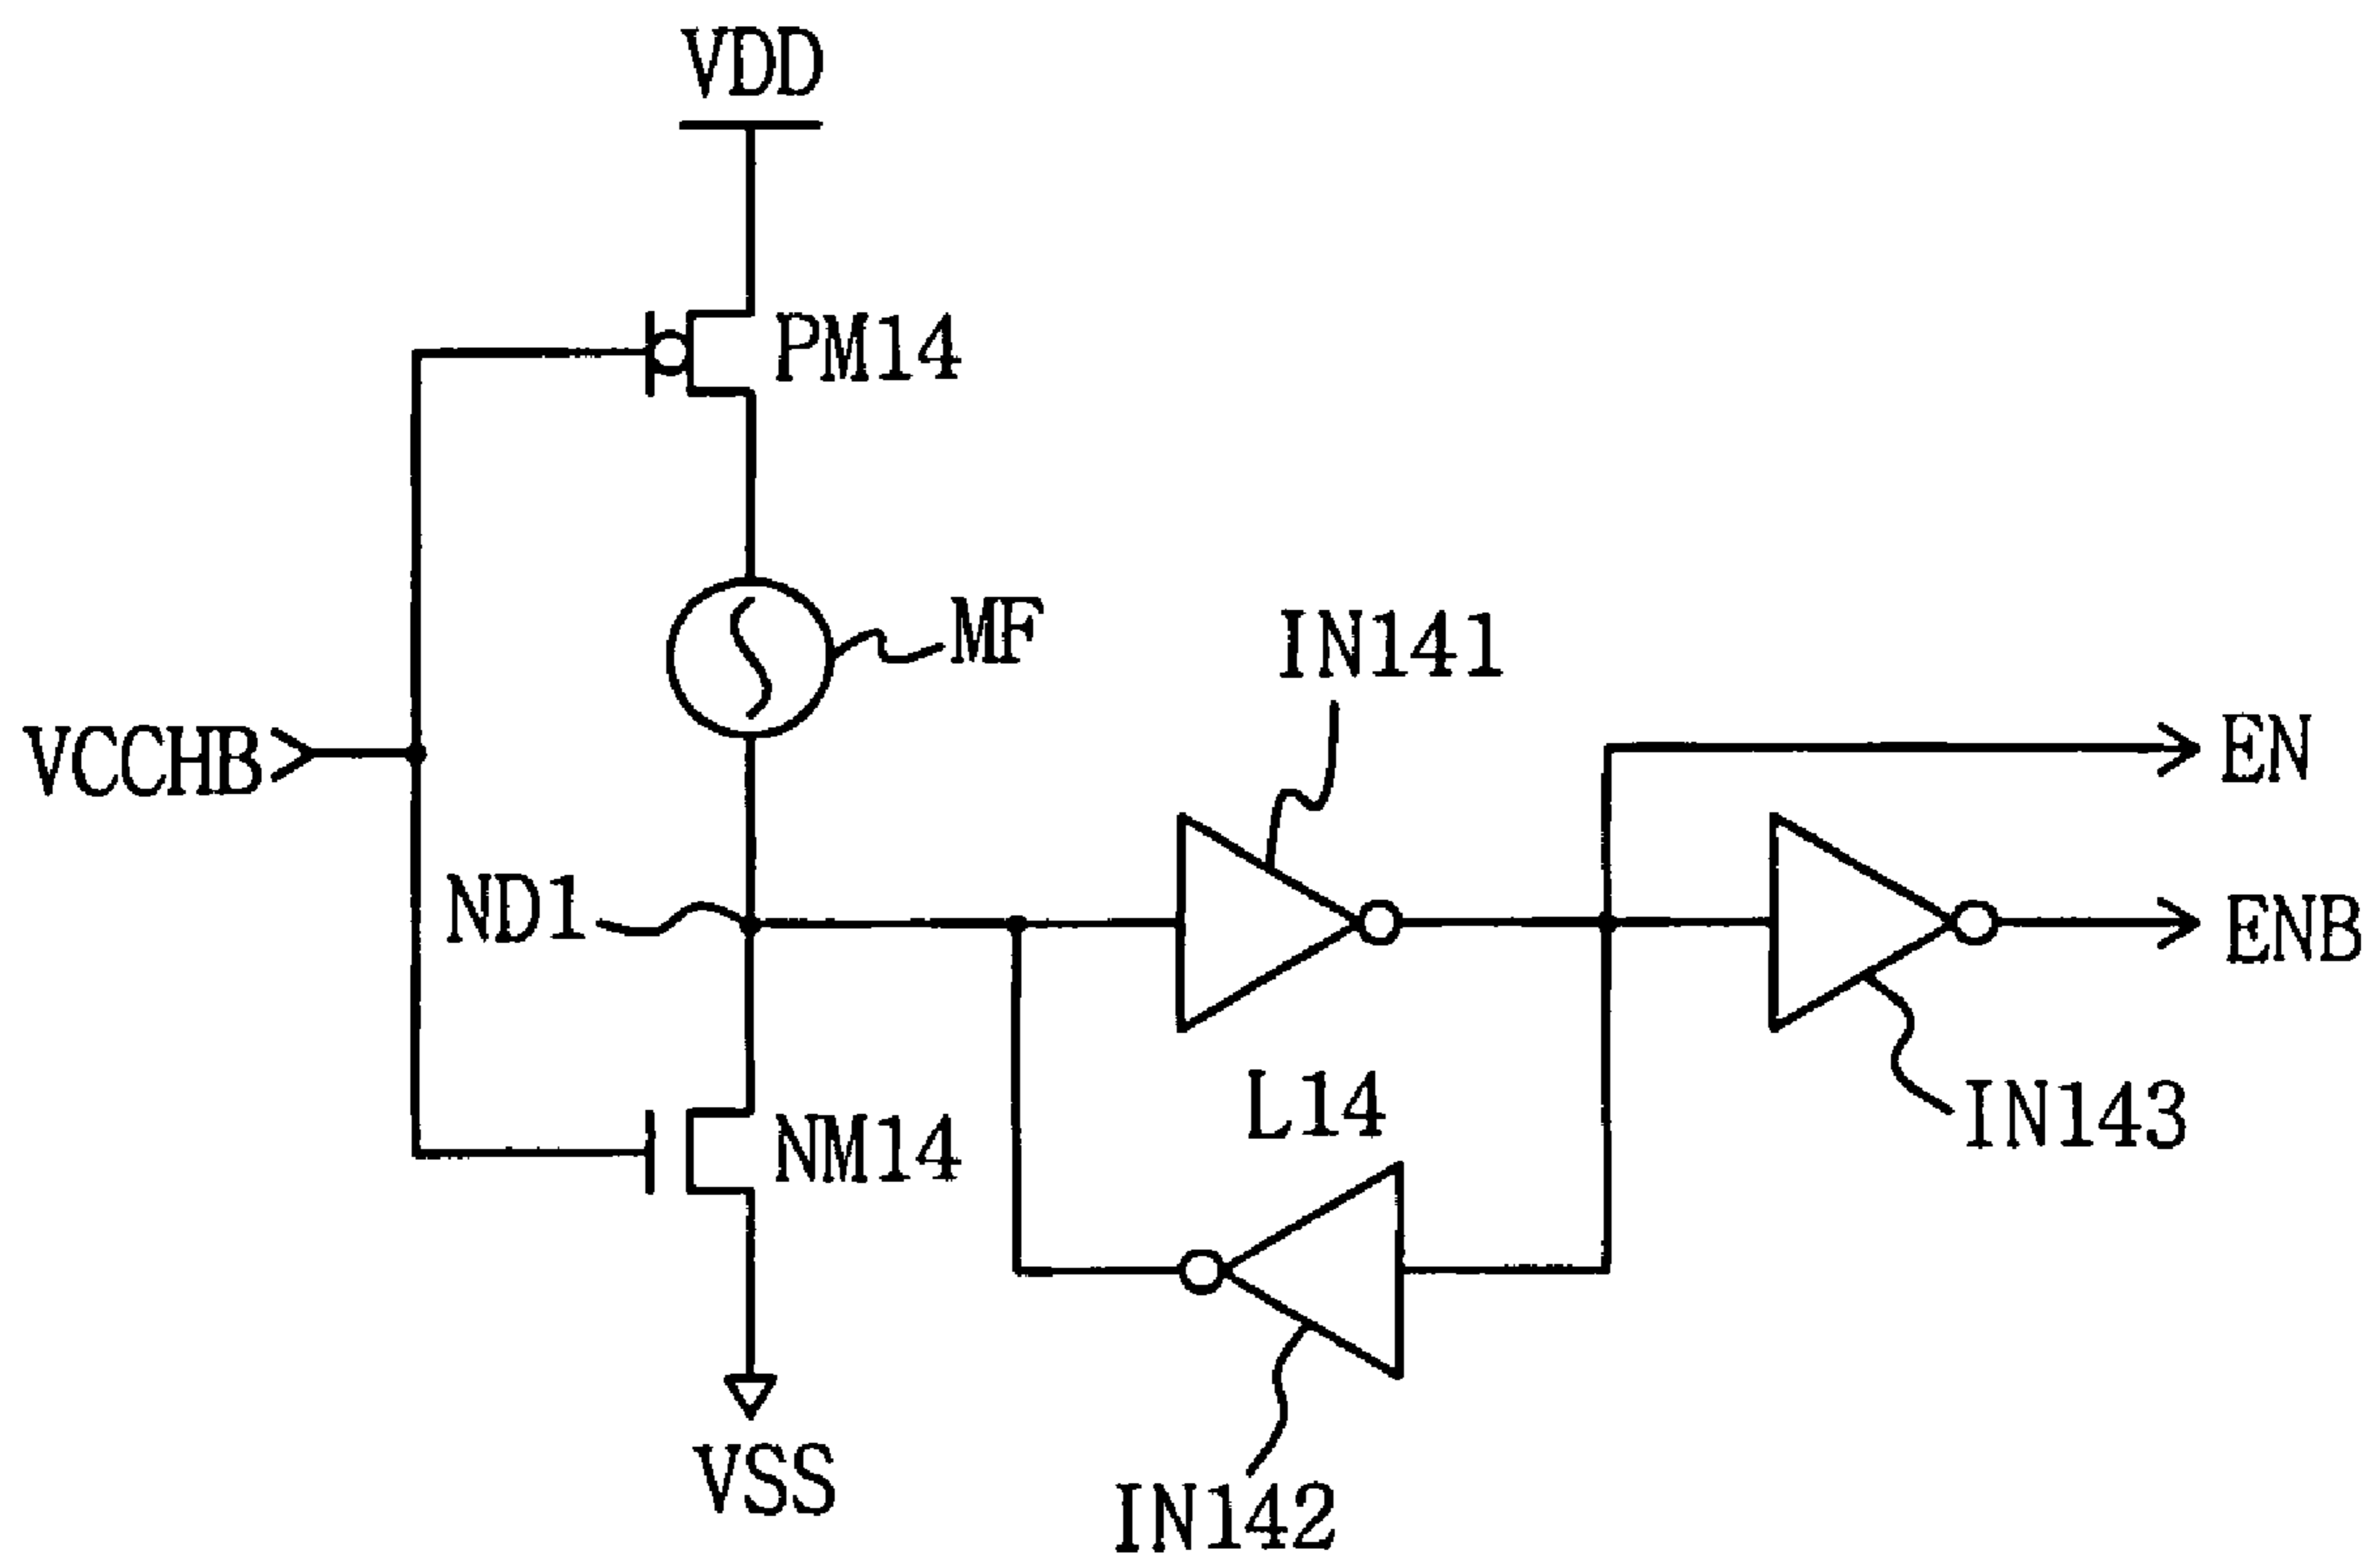 VDD
PM14
MF
IN141
VCCHB
EN
ND1
ENB
L14
NM14
IN143
VSS
IN142